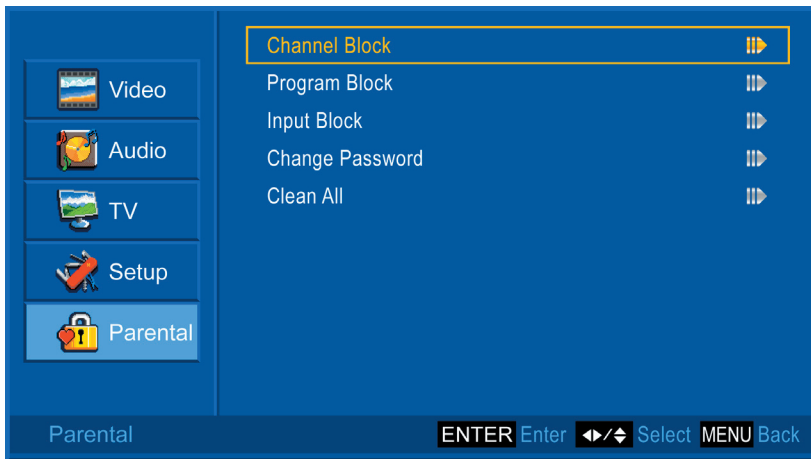 Video
Audio
TV
Setup
Parental
Channel Block
Program Block
Input Block
Change Password
Clean All
Parental
ENTER Enter ◄►/▲▼ Select MENU Back